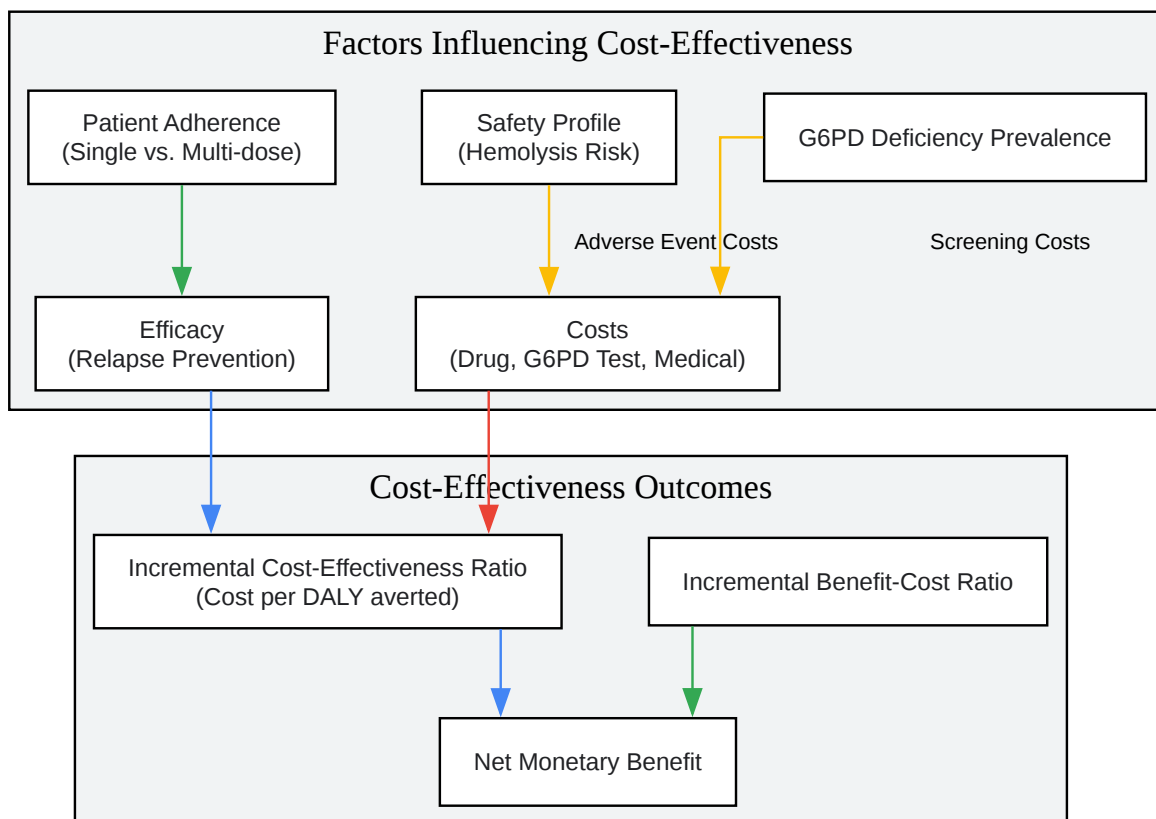 Factors Influencing Cost-Effectiveness
Patient Adherence
(Single vs. Multi-dose)
Safety Profile
(Hemolysis Risk)
G6PD Deficiency Prevalence
Adverse Event Costs
Screening Costs
Efficacy
(Relapse Prevention)
Costs
(Drug, G6PD Test, Medical)
Cost-Effectiveness Outcomes
Incremental Cost-Effectiveness Ratio
(Cost per DALY averted)
Incremental Benefit-Cost Ratio
Net Monetary Benefit